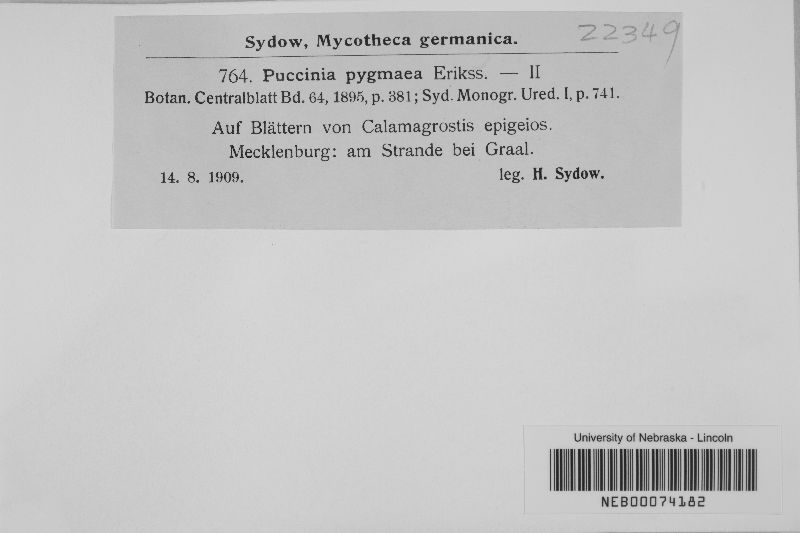 Sydow, Mycotheca germanica.
22349
764. Puccinia pygmaea Erikss. — II
Botan. Centralblatt Bd. 64, 1895, p. 381; Syd. Monogr. Ured. I, p. 741.
Auf Blättern von Calamagrostis epigeios.
Mecklenburg: am Strande bei Graal.
14. 8. 1909. leg. H. Sydow.
University of Nebraska - Lincoln
NEB00074182